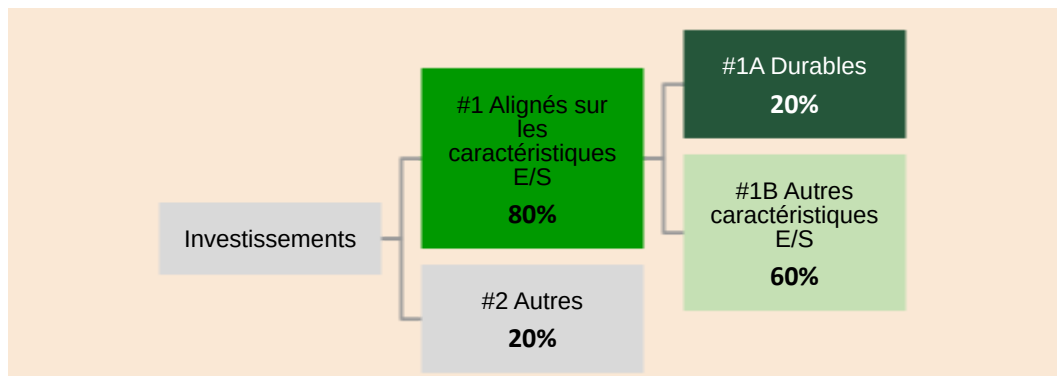 Investissements
#1 Alignés sur
les
caractéristiques
E/S
80%
#2 Autres
20%
#1A Durables
20%
#1B Autres
caractéristiques
E/S
60%